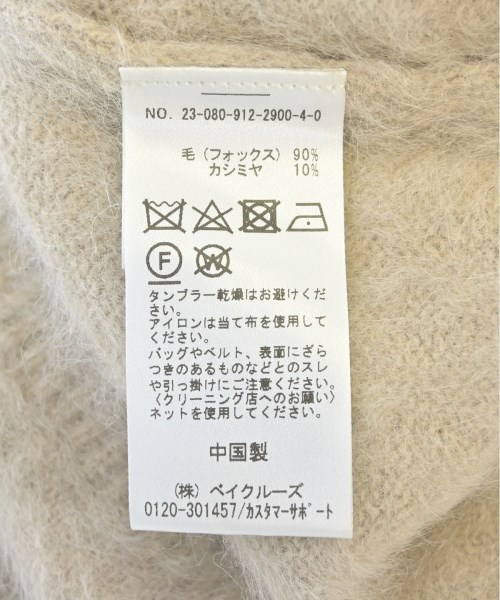 NO. 23-080-912-2900-4-0
毛（フォックス） 90%
カシミヤ 10%
F
W
タンブラー乾燥はお避けくだ
さい。
アイロンは当て布を使用して
ください。
バッグやベルト、表面にざら
つきのあるものなどとのスレ
や引っ掛けにご注意ください。
〈クリーニング店へのお願い〉
ネットを使用してください。
中国製
（株）ベイクルーズ
0120-301457/カスタマーサポート